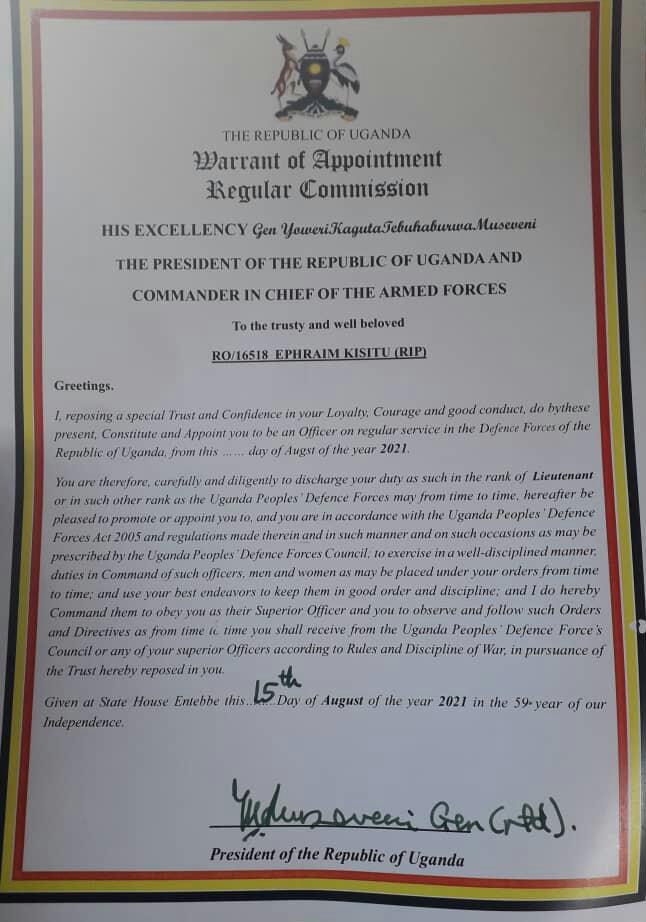 THE REPUBLIC OF UGANDA
Warrant of Appointment
Regular Commission
HIS EXCELLENCY Gen YoweriKagutaTebuhaburwaMuseveni
THE PRESIDENT OF THE REPUBLIC OF UGANDA AND
COMMANDER IN CHIEF OF THE ARMED FORCES
To the trusty and well beloved
RO/16518 EPHRAIM KISITU (RIP)
Greetings.
I, reposing a special Trust and Confidence in your Loyalty, Courage and good conduct, do bythese
present, Constitute and Appoint you to be an Officer on regular service in the Defence Forces of the
Republic of Uganda, from this ...... day of Augst of the year 2021.
You are therefore, carefully and diligently to discharge your duty as such in the rank of Lieutenant
or in such other rank as the Uganda Peoples' Defence Forces may from time to time, hereafter be
pleased to promote or appoint you to, and you are in accordance with the Uganda Peoples' Defence
Forces Act 2005 and regulations made therein and in such manner and on such occasions as may be
prescribed by the Uganda Peoples' Defence Forces Council, to exercise in a well-disciplined manner,
duties in Command of such officers, men and women as may be placed under your orders from time
to time; and use your best endeavors to keep them in good order and discipline; and I do hereby
Command them to obey you as their Superior Officer and you to observe and follow such Orders
and Directives as from time to time you shall receive from the Uganda Peoples' Defence Force's
Council or any of your superior Officers according to Rules and Discipline of War, in pursuance of
the Trust hereby reposed in you.
Given at State House Entebbe this 15th Day of August of the year 2021 in the 59th year of our
Independence.
Museveni Gen (rtd).
President of the Republic of Uganda